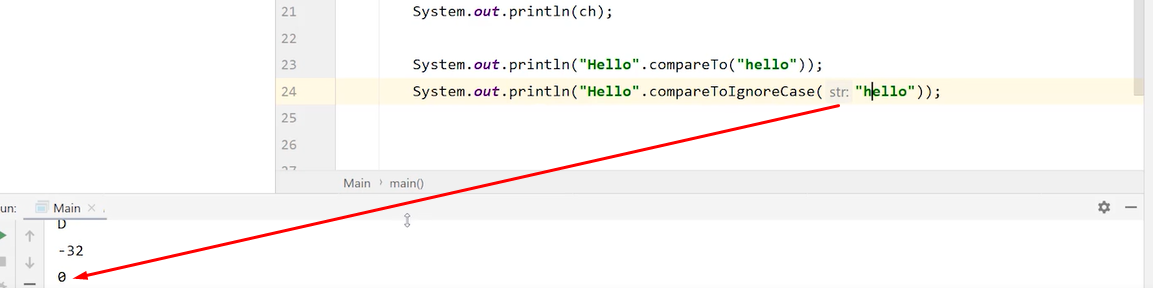 21 System.out.println(ch);
22
23 System.out.println("Hello".compareTo("hello"));
24 System.out.println("Hello".compareToIgnoreCase( str: "hello"));
25
26
27
Main › main()
un: Main ×
D
-32
0